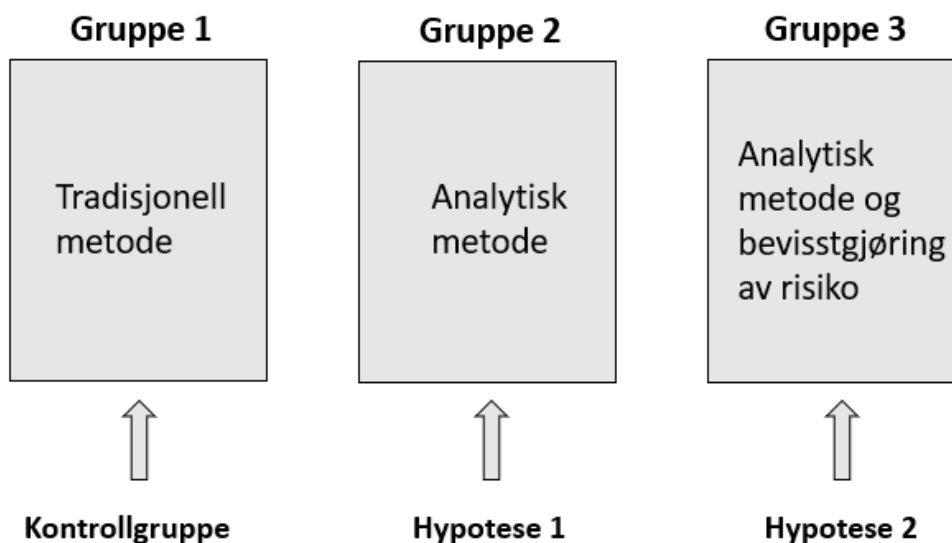 Gruppe 1
Gruppe 2
Gruppe 3
Tradisjonell
metode
Analytisk
metode
Analytisk
metode og
bevisstgjøring
av risiko
Kontrollgruppe
Hypotese 1
Hypotese 2